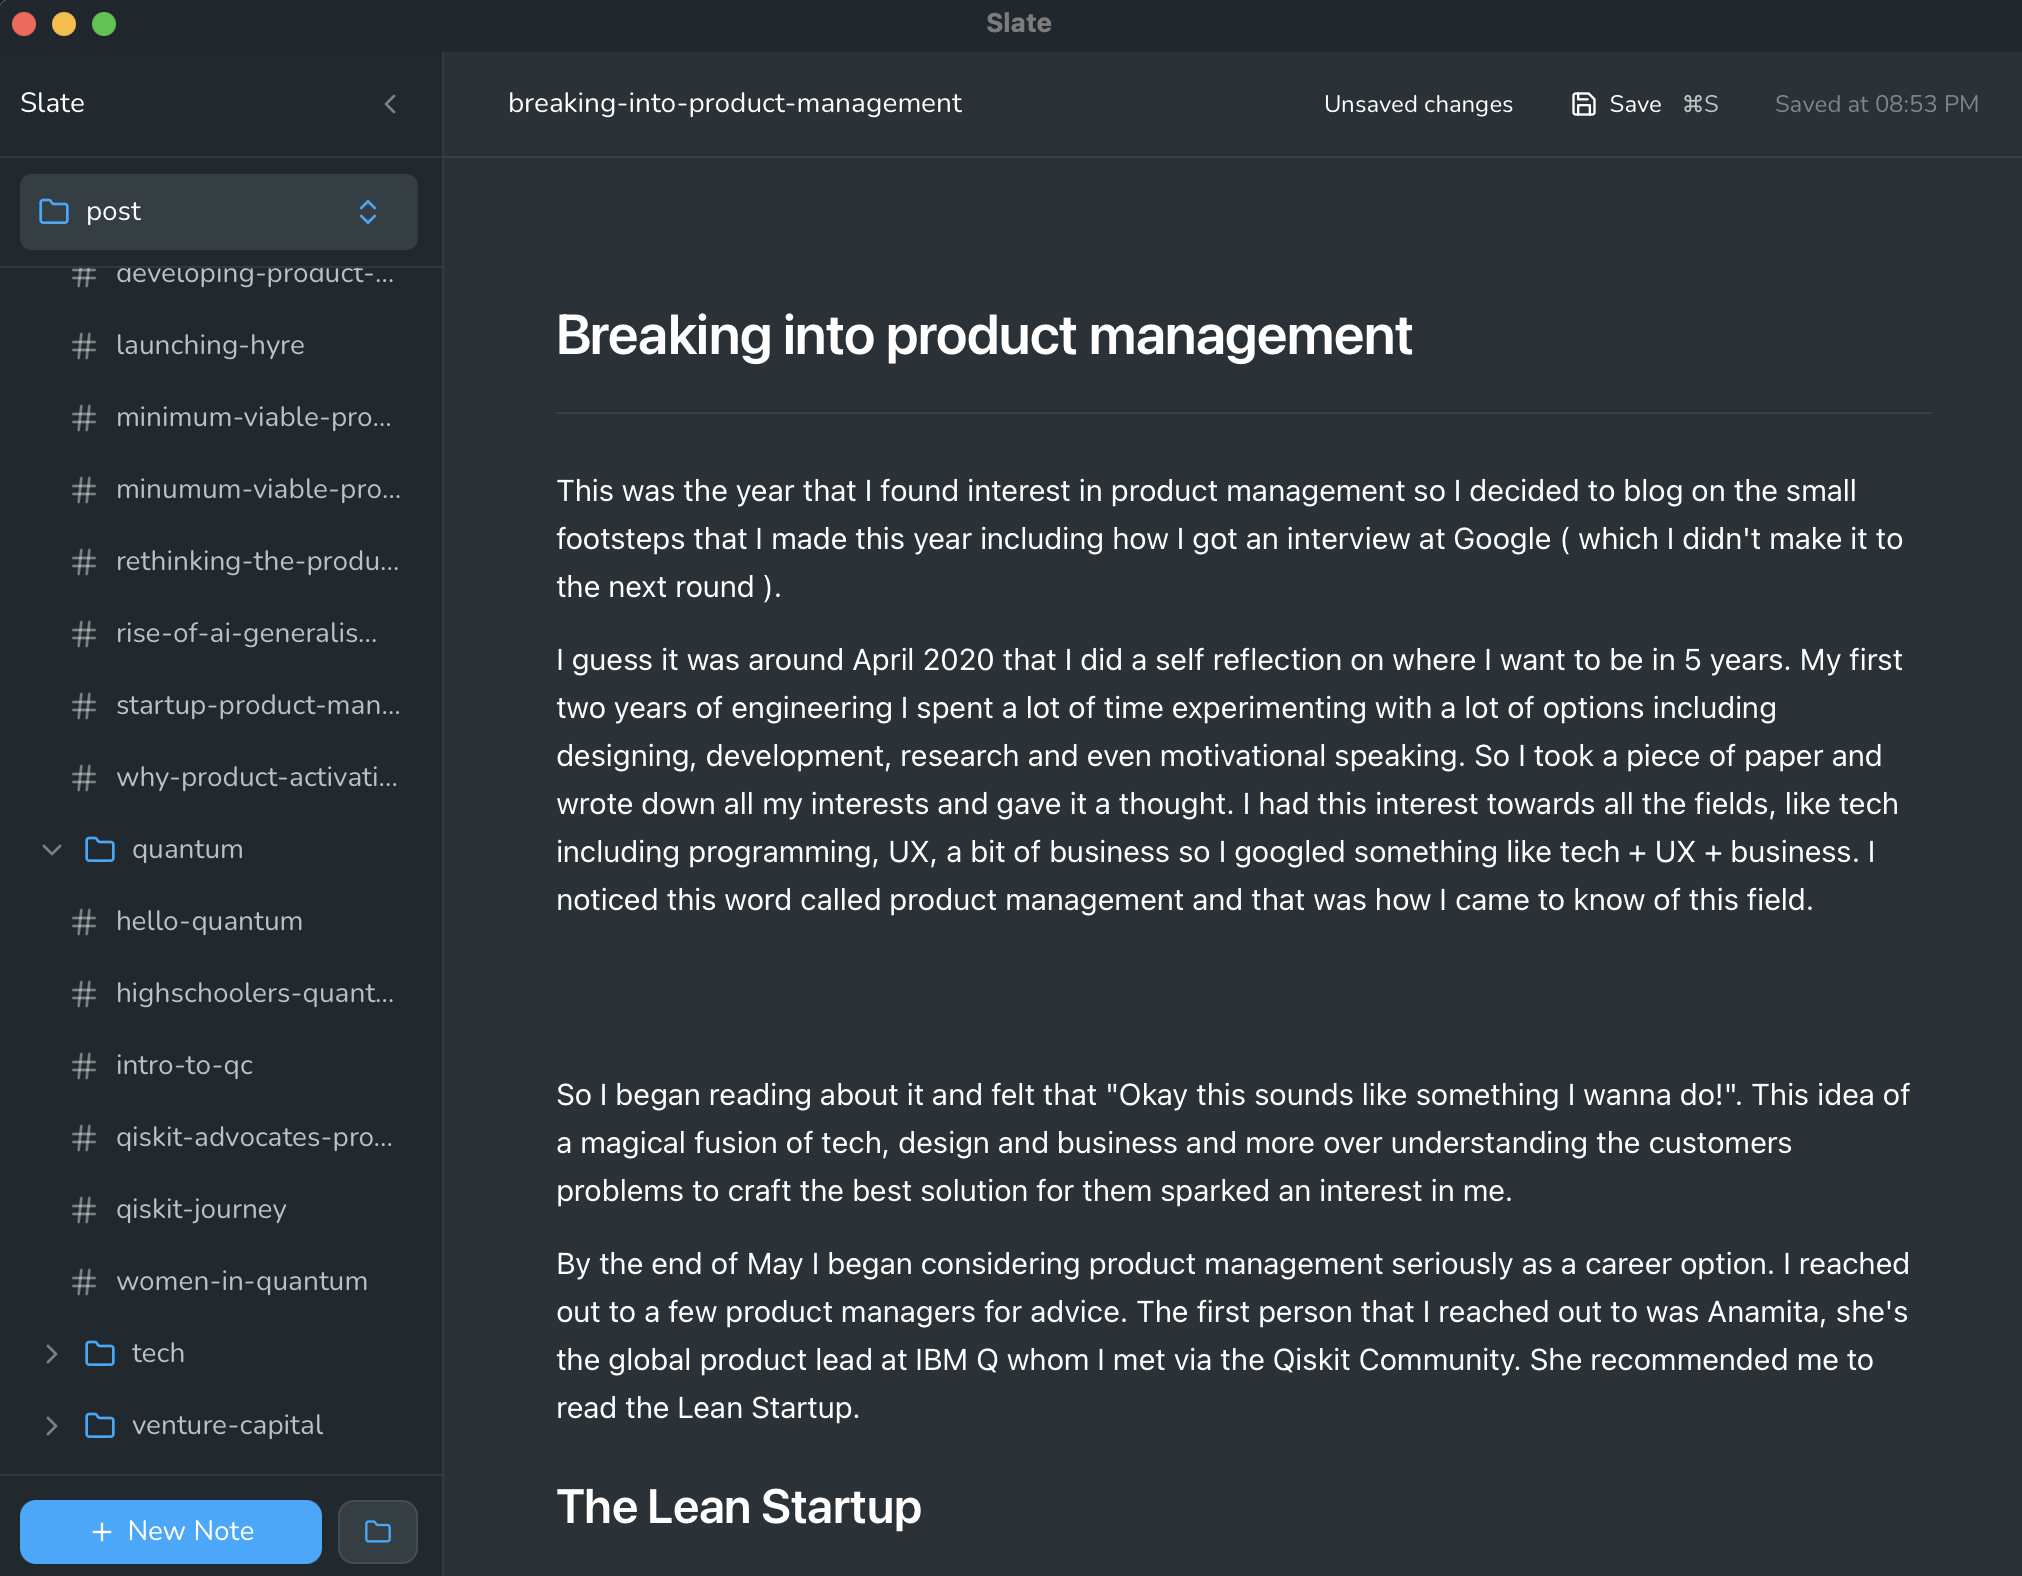 Slate
Slate
breaking-into-product-management
Unsaved changes
Save ⌘S
Saved at 08:53 PM
post
developing-product-...
launching-hyre
minimum-viable-pro...
minumum-viable-pro...
rethinking-the-produ...
rise-of-ai-generalis...
startup-product-man...
why-product-activati...
quantum
hello-quantum
highschoolers-quant...
intro-to-qc
qiskit-advocates-pro...
qiskit-journey
women-in-quantum
tech
venture-capital
+ New Note
Breaking into product management
This was the year that I found interest in product management so I decided to blog on the small
footsteps that I made this year including how I got an interview at Google ( which I didn't make it to
the next round ).
I guess it was around April 2020 that I did a self reflection on where I want to be in 5 years. My first
two years of engineering I spent a lot of time experimenting with a lot of options including
designing, development, research and even motivational speaking. So I took a piece of paper and
wrote down all my interests and gave it a thought. I had this interest towards all the fields, like tech
including programming, UX, a bit of business so I googled something like tech + UX + business. I
noticed this word called product management and that was how I came to know of this field.
So I began reading about it and felt that "Okay this sounds like something I wanna do!". This idea of
a magical fusion of tech, design and business and more over understanding the customers
problems to craft the best solution for them sparked an interest in me.
By the end of May I began considering product management seriously as a career option. I reached
out to a few product managers for advice. The first person that I reached out to was Anamita, she's
the global product lead at IBM Q whom I met via the Qiskit Community. She recommended me to
read the Lean Startup.
The Lean Startup